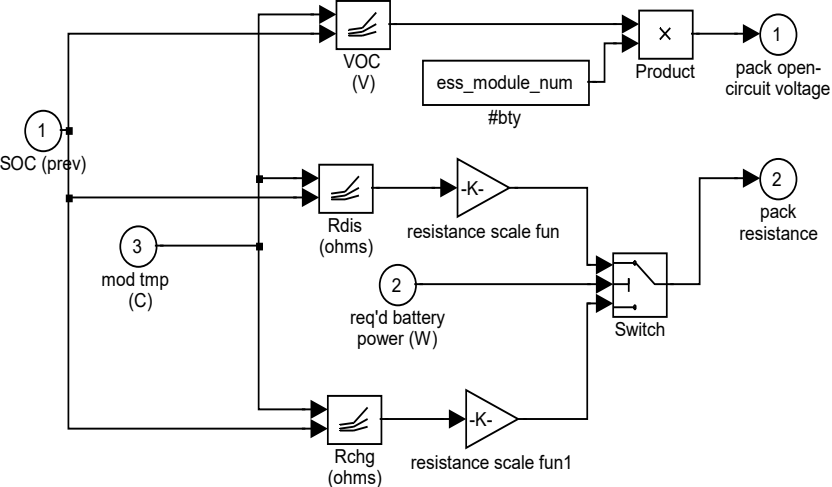 VOC
(V)
×
Product
1
pack open-
circuit voltage
ess_module_num
#bty
1
SOC (prev)
Rdis
(ohms)
-K-
resistance scale fun
2
pack
resistance
3
mod tmp
(C)
2
req'd battery
power (W)
Switch
Rchg
(ohms)
-K-
resistance scale fun1